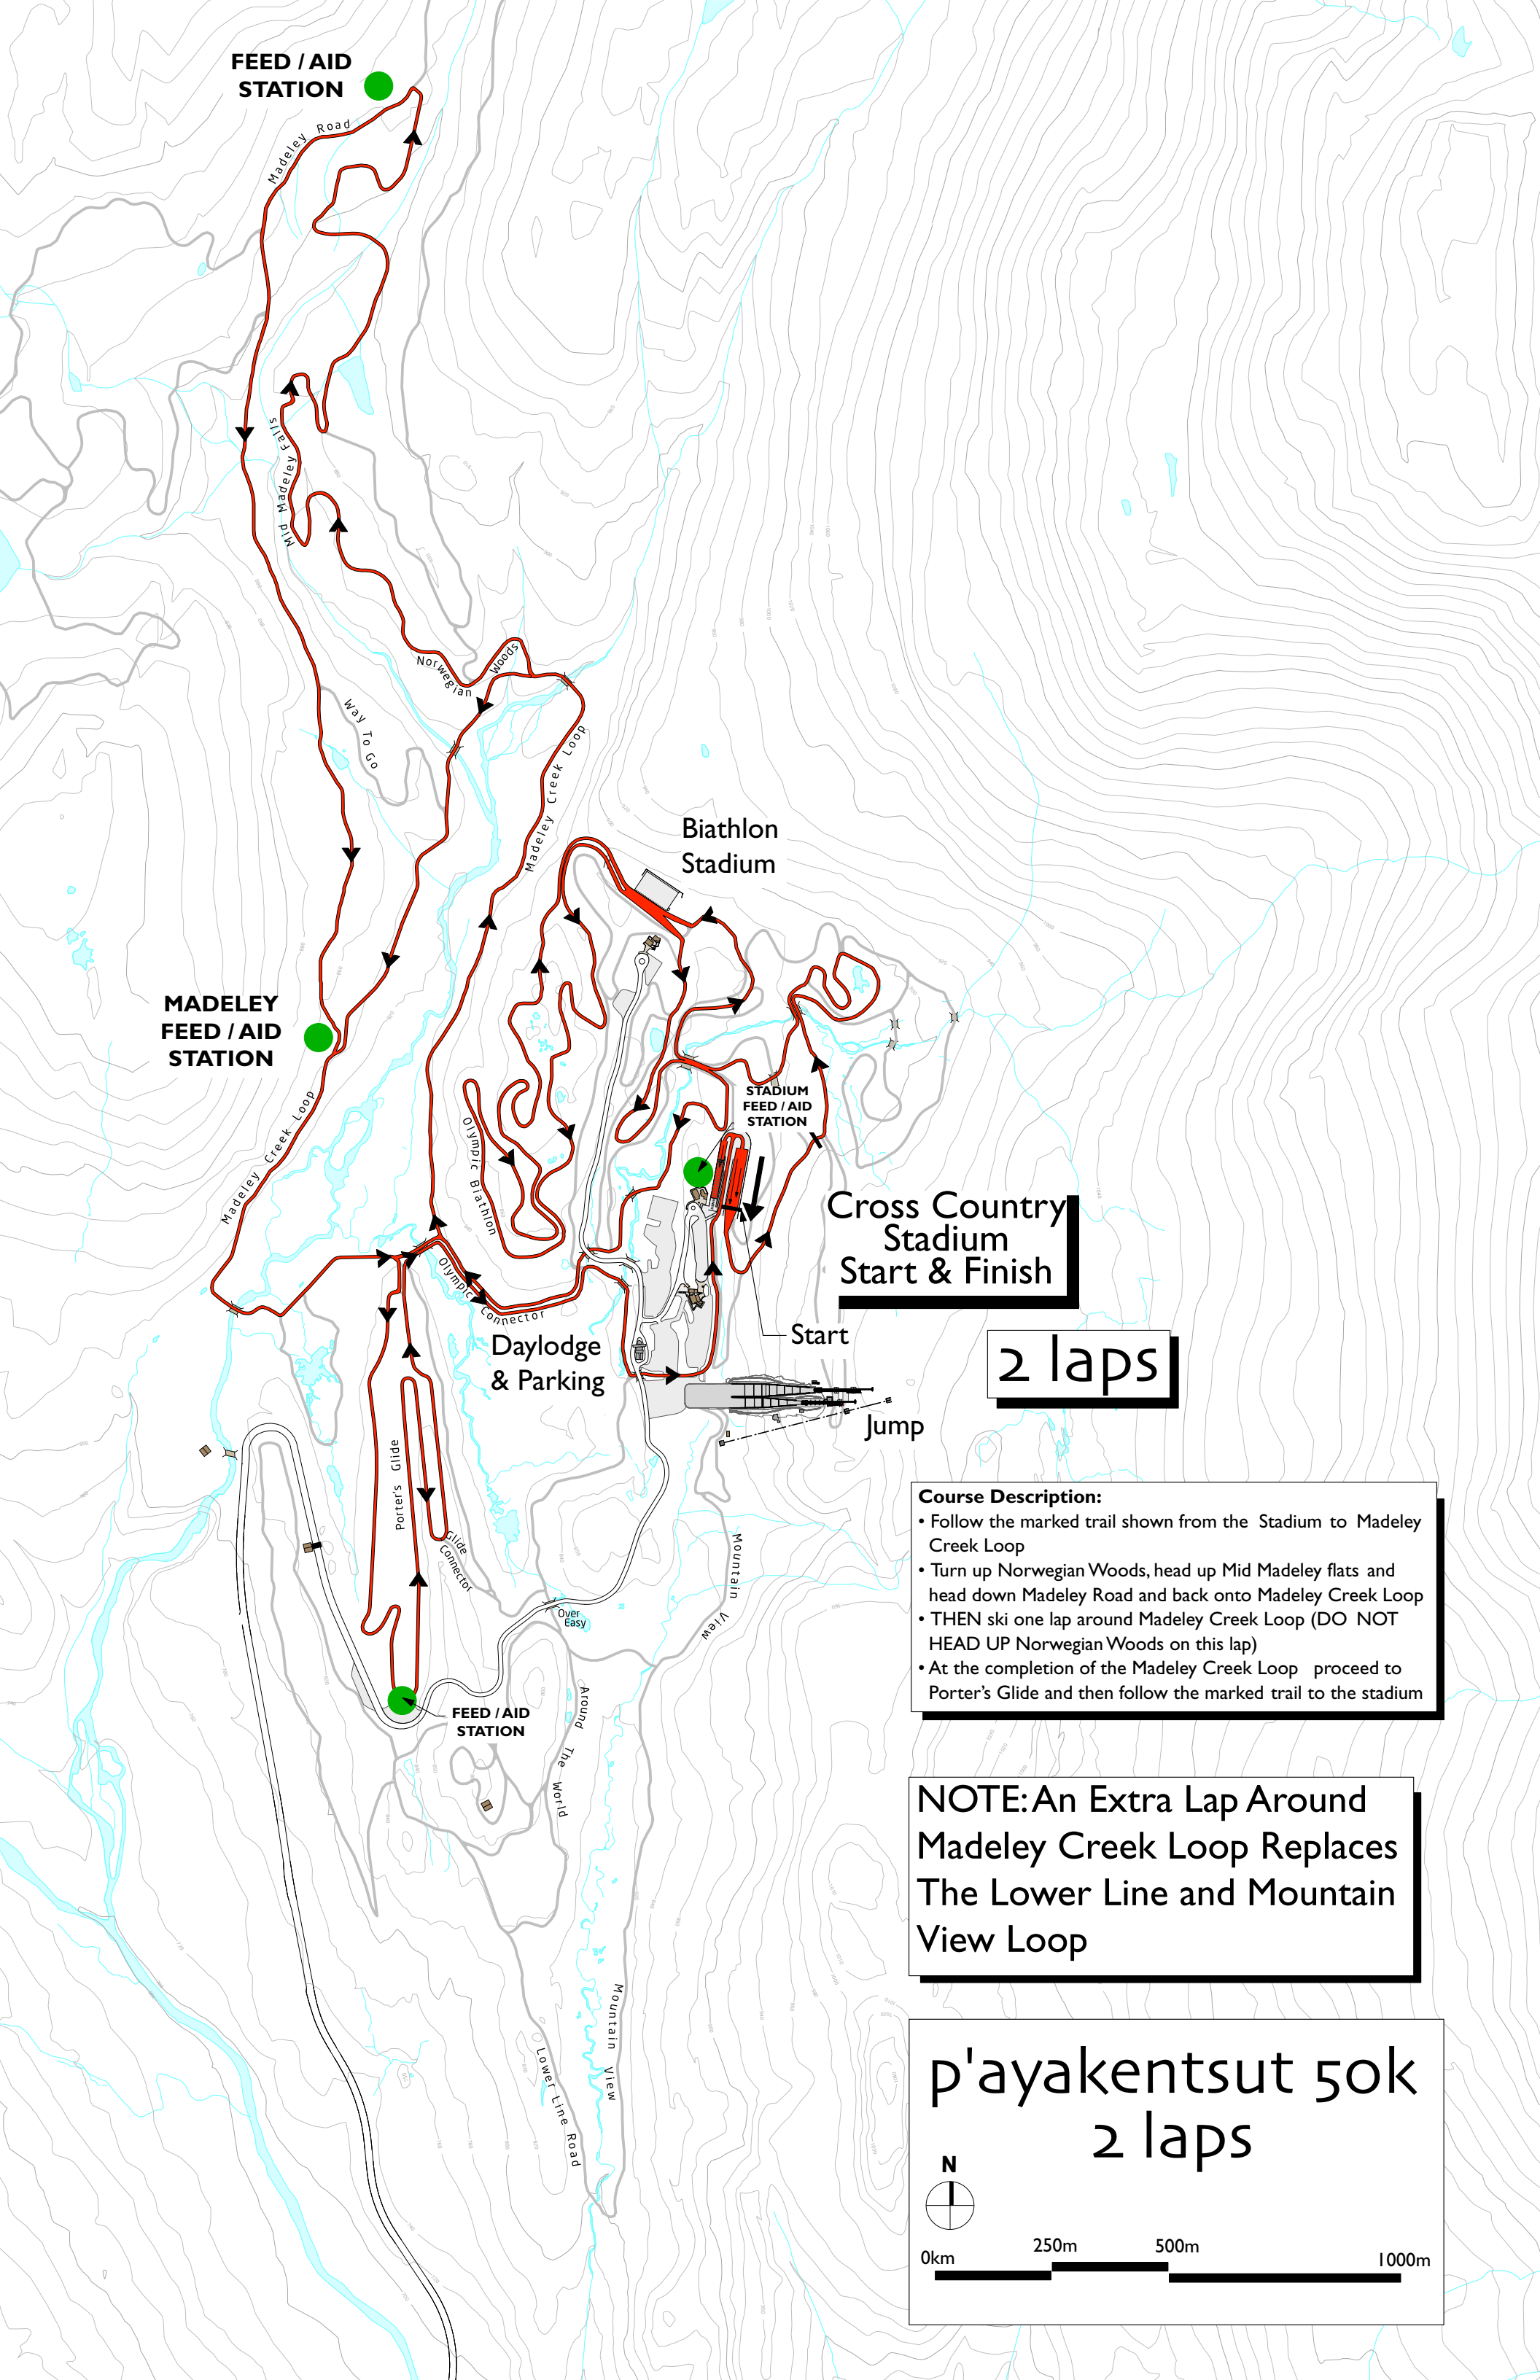 FEED / AID
STATION
Madeley Road
Mid Madeley Falls
Norwegian Woods
Way To Go
Madeley Creek Loop
Biathlon
Stadium
MADELEY
FEED / AID
STATION
Madeley Creek Loop
STADIUM
FEED / AID
STATION
Olympic Biathlon
Cross Country
Stadium
Start & Finish
Olympic Connector
Start
Daylodge
& Parking
2 laps
Jump
Porter's Glide
Glide
Connector
Mountain View
Over
Easy
Course Description:
• Follow the marked trail shown from the Stadium to Madeley
Creek Loop
• Turn up Norwegian Woods, head up Mid Madeley flats and
head down Madeley Road and back onto Madeley Creek Loop
• THEN ski one lap around Madeley Creek Loop (DO NOT
HEAD UP Norwegian Woods on this lap)
• At the completion of the Madeley Creek Loop proceed to
Porter's Glide and then follow the marked trail to the stadium
FEED / AID
STATION
Around The World
NOTE: An Extra Lap Around
Madeley Creek Loop Replaces
The Lower Line and Mountain
View Loop
Mountain View
Lower Line Road
p'ayakentsut 50k
2 laps
N
0km 250m 500m 1000m